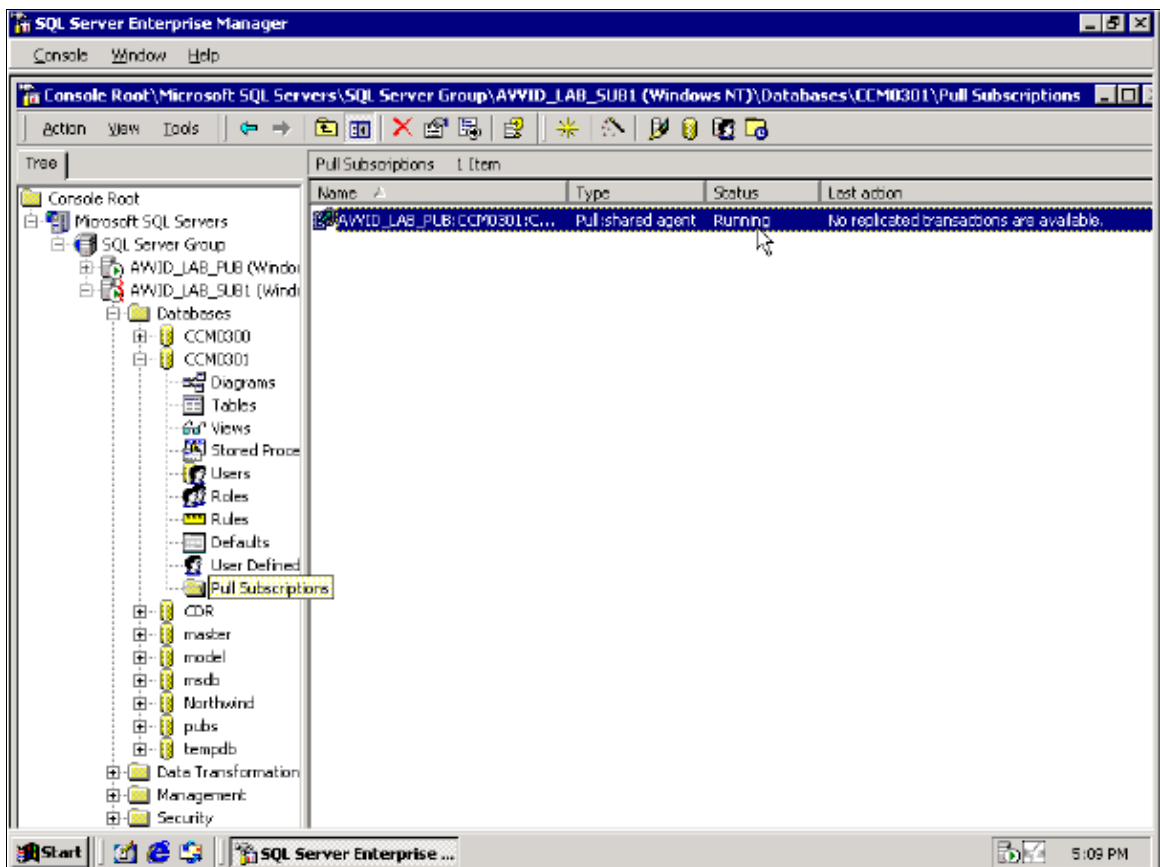 SQL Server Enterprise Manager
Console Window Help
Console Root\Microsoft SQL Servers\SQL Server Group\AVVID_LAB_SUB1 (Windows NT)\Databases\CCM0301\Pull Subscriptions
Action View Tools
Tree
Pull Subscriptions 1 Item
Name Type Status Last action
AVVID_LAB_PUB:CCM0301:C... Pull:shared agent Running No replicated transactions are available.
Console Root
Microsoft SQL Servers
SQL Server Group
AVVID_LAB_PUB (Windo
AVVID_LAB_SUB1 (Wind
Databases
CCM0300
CCM0301
Diagrams
Tables
Views
Stored Proce
Users
Roles
Rules
Defaults
User Defined
Pull Subscriptions
CDR
master
model
msdb
Northwind
pubs
tempdb
Data Transformation
Management
Security
Start SQL Server Enterprise ... 5:09 PM